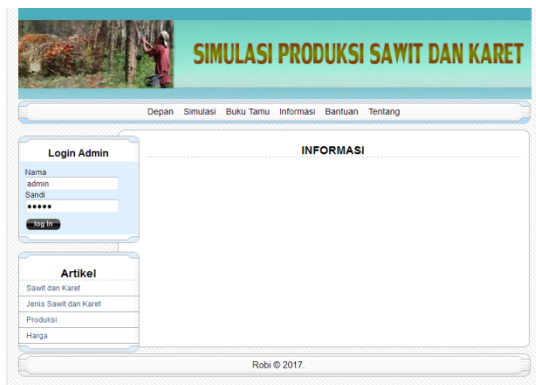 SIMULASI PRODUKSI SAWIT DAN KARET
Depan Simulasi Buku Tamu Informasi Bantuan Tentang
Login Admin
Nama
admin
Sandi
•••••
log in
Artikel
Sawit dan Karet
Jenis Sawit dan Karet
Produksi
Harga
INFORMASI
Robi © 2017.